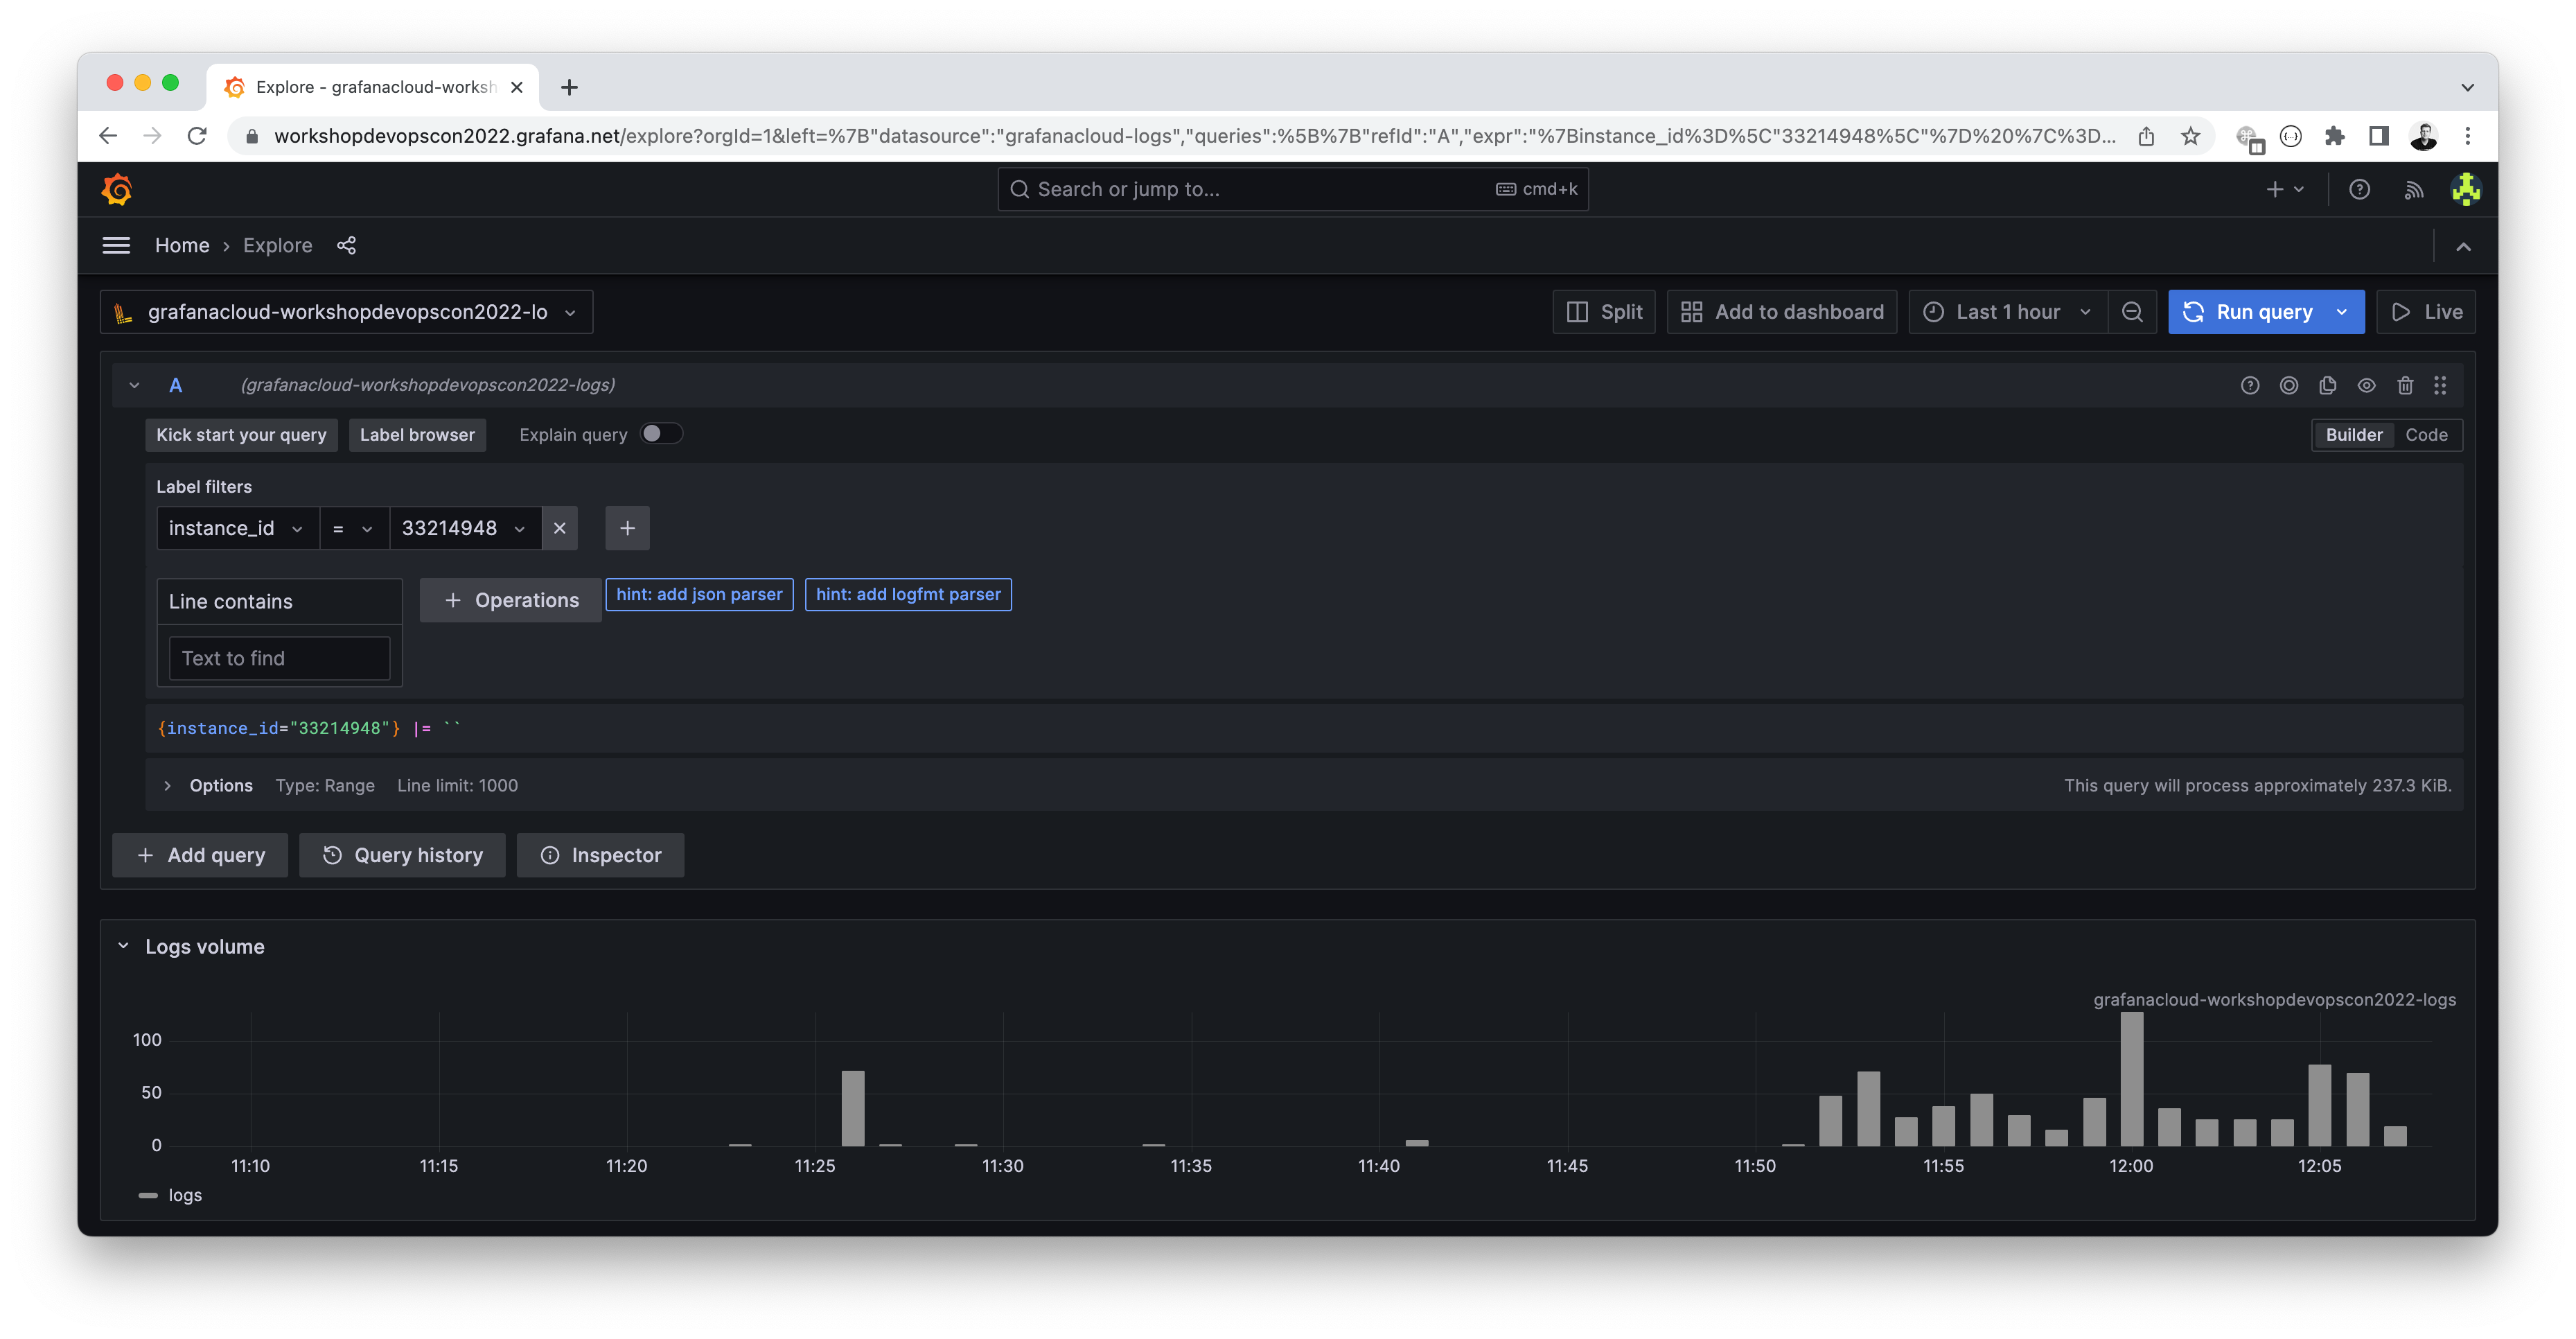 Explore - grafanacloud-worksh
workshopdevopscon2022.grafana.net/explore?orgId=1&left=%7B"datasource":"grafanacloud-logs","queries":%5B%7B"refId":"A","expr":"%7Binstance_id%3D%5C"33214948%5C"%7D%20%7C%3D...
Search or jump to... cmd+k
Home › Explore
grafanacloud-workshopdevopscon2022-lo Split Add to dashboard Last 1 hour Run query Live
A (grafanacloud-workshopdevopscon2022-logs)
Kick start your query Label browser Explain query Builder Code
Label filters
instance_id = 33214948
Line contains + Operations hint: add json parser hint: add logfmt parser
Text to find
{instance_id="33214948"} |= ``
Options Type: Range Line limit: 1000 This query will process approximately 237.3 KiB.
+ Add query Query history Inspector
Logs volume
grafanacloud-workshopdevopscon2022-logs
100
50
0
11:10 11:15 11:20 11:25 11:30 11:35 11:40 11:45 11:50 11:55 12:00 12:05
logs